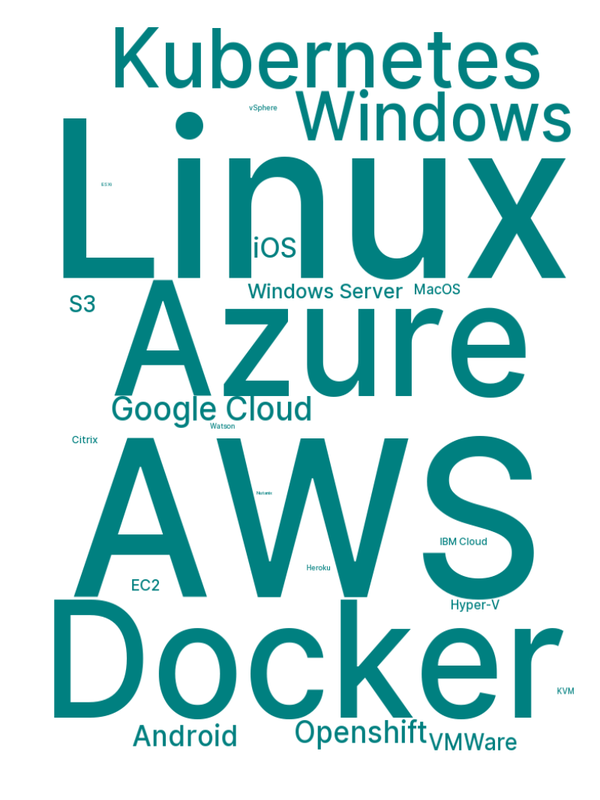 Kubernetes
vSphere
Windows
Linux
iOS
Windows Server
MacOS
S3
Azure
Google Cloud
Watson
Citrix
AWS
IBM Cloud
Heroku
EC2
Hyper-V
Docker
KVM
Android
Openshift
VMWare